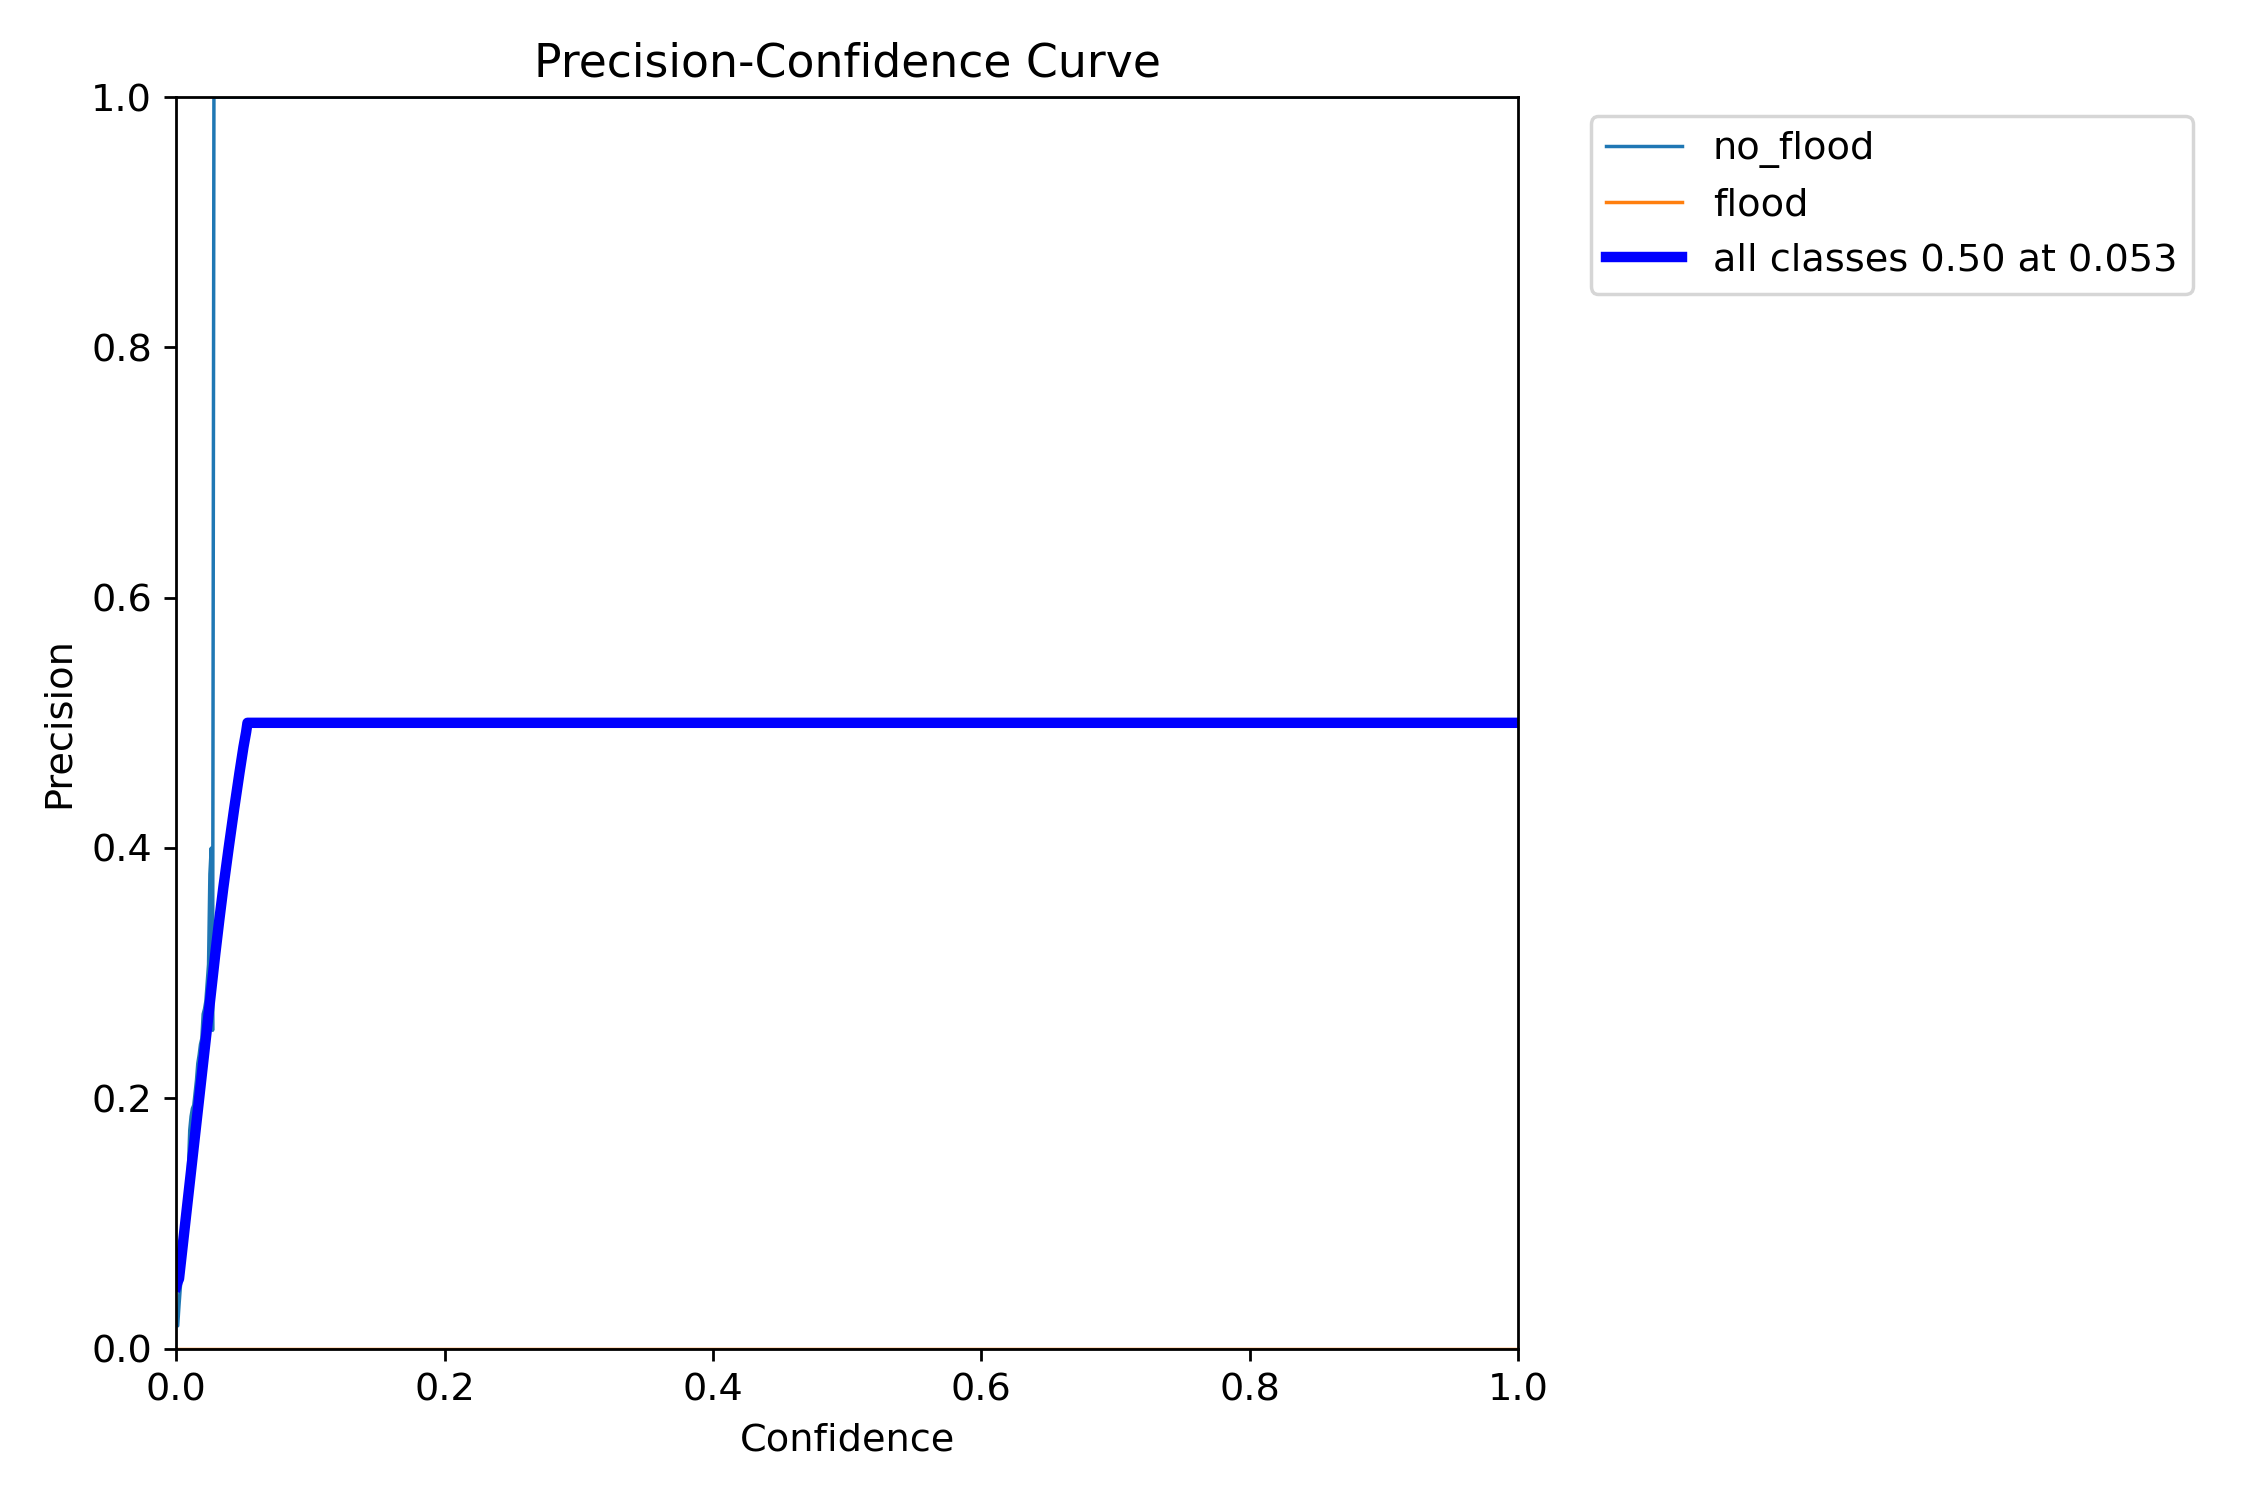 Precision-Confidence Curve
1.0
0.8
0.6
0.4
0.2
0.0
Precision
0.0 0.2 0.4 0.6 0.8 1.0
Confidence
no_flood
flood
all classes 0.50 at 0.053